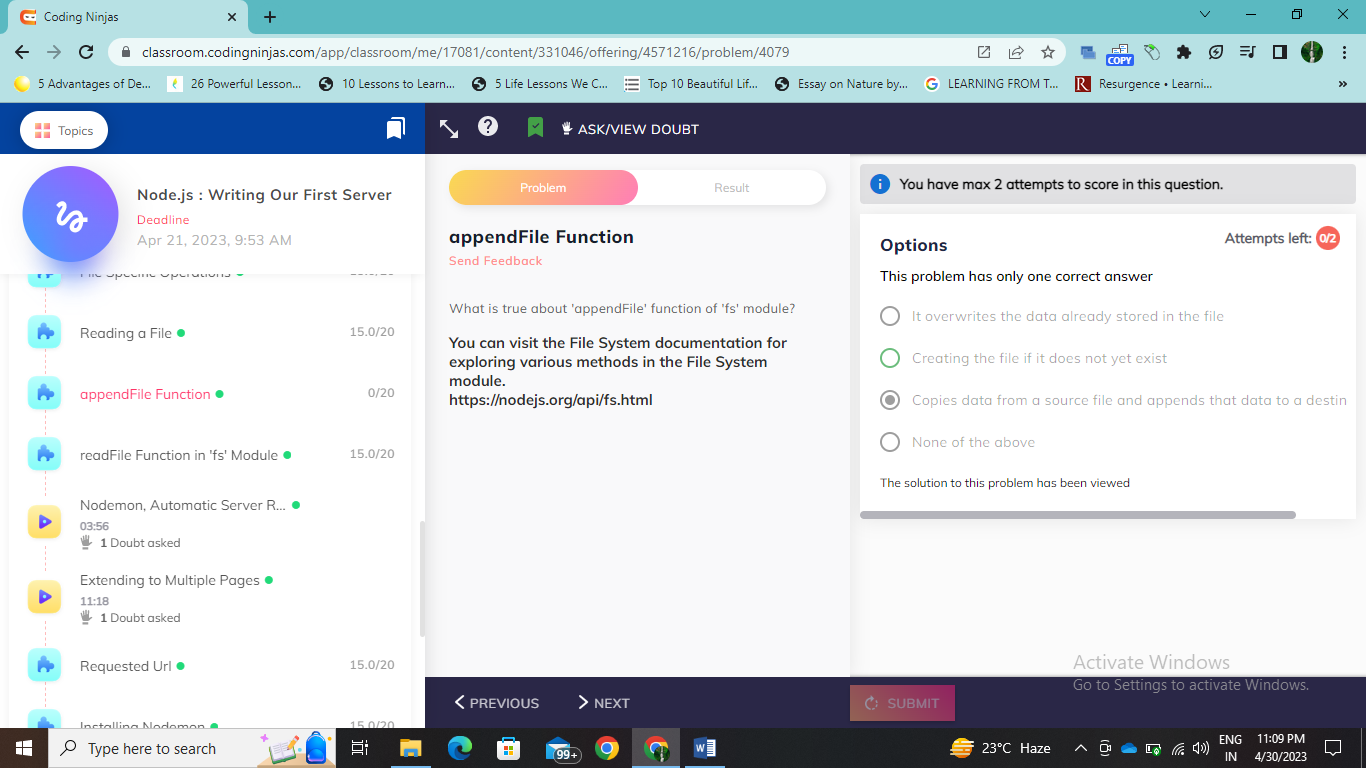 Coding Ninjas
classroom.codingninjas.com/app/classroom/me/17081/content/331046/offering/4571216/problem/4079
COPY
5 Advantages of De...
26 Powerful Lesson...
10 Lessons to Learn...
5 Life Lessons We C...
Top 10 Beautiful Lif...
Essay on Nature by...
LEARNING FROM T...
Resurgence • Learni...
Topics
ASK/VIEW DOUBT
Node.js : Writing Our First Server
Deadline
Apr 21, 2023, 9:53 AM
File Specific Operations
Reading a File
15.0/20
appendFile Function
0/20
readFile Function in 'fs' Module
15.0/20
Nodemon, Automatic Server R...
03:56
1 Doubt asked
Extending to Multiple Pages
11:18
1 Doubt asked
Requested Url
15.0/20
Installing Nodemon
15.0/20
Problem
Result
appendFile Function
Send Feedback
What is true about 'appendFile' function of 'fs' module?
You can visit the File System documentation for
exploring various methods in the File System
module.
https://nodejs.org/api/fs.html
PREVIOUS
NEXT
You have max 2 attempts to score in this question.
Options
Attempts left: 0/2
This problem has only one correct answer
It overwrites the data already stored in the file
Creating the file if it does not yet exist
Copies data from a source file and appends that data to a destin
None of the above
The solution to this problem has been viewed
SUBMIT
Activate Windows
Go to Settings to activate Windows.
Type here to search
99+
23°C Haze
ENG
IN
11:09 PM
4/30/2023